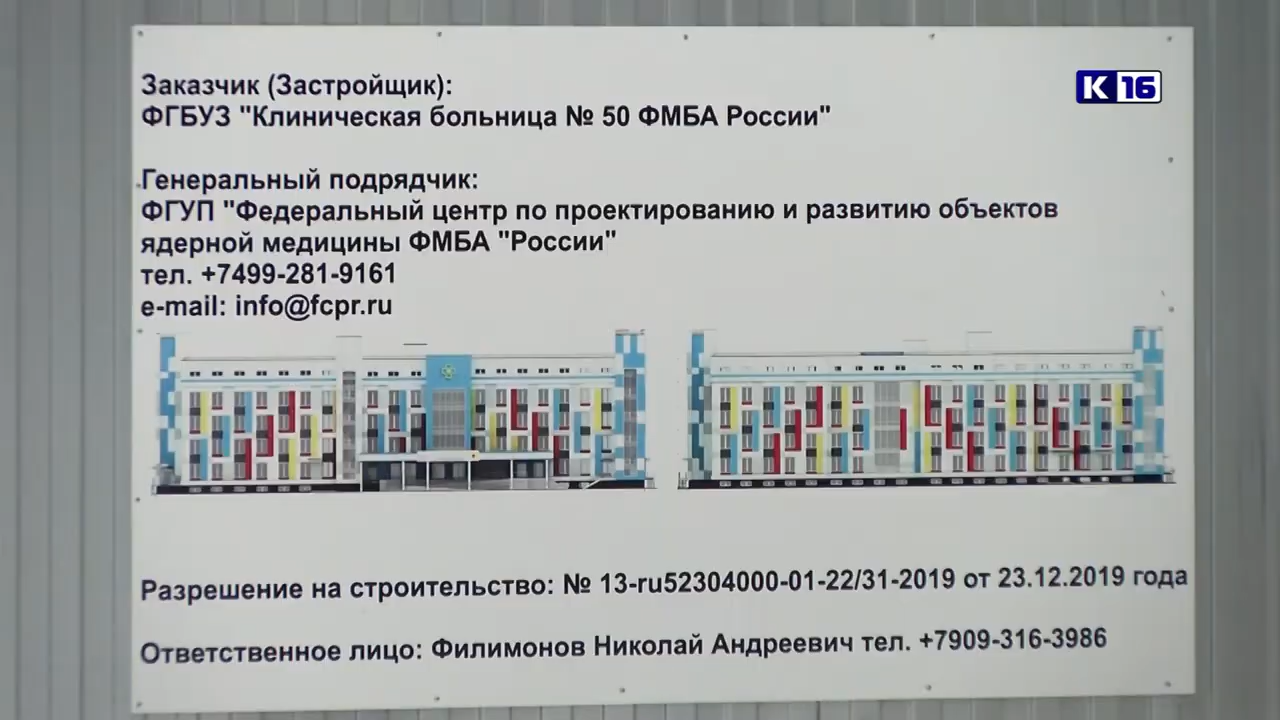 К 16
Заказчик (Застройщик):
ФГБУЗ "Клиническая больница № 50 ФМБА России"
Генеральный подрядчик:
ФГУП "Федеральный центр по проектированию и развитию объектов
ядерной медицины ФМБА "России"
тел. +7499-281-9161
e-mail: info@fcpr.ru
Разрешение на строительство: № 13-ru52304000-01-22/31-2019 от 23.12.2019 года
Ответственное лицо: Филимонов Николай Андреевич тел. +7909-316-3986